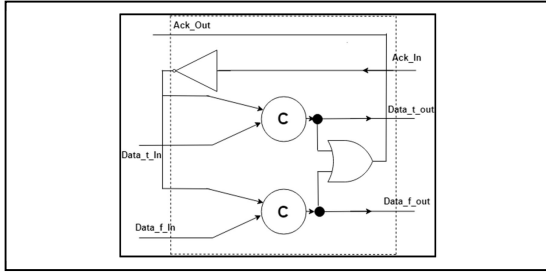 Ack_Out
Ack_In
Data_t_out
C
Data_t_In
Data_f_out
C
Data_f_In